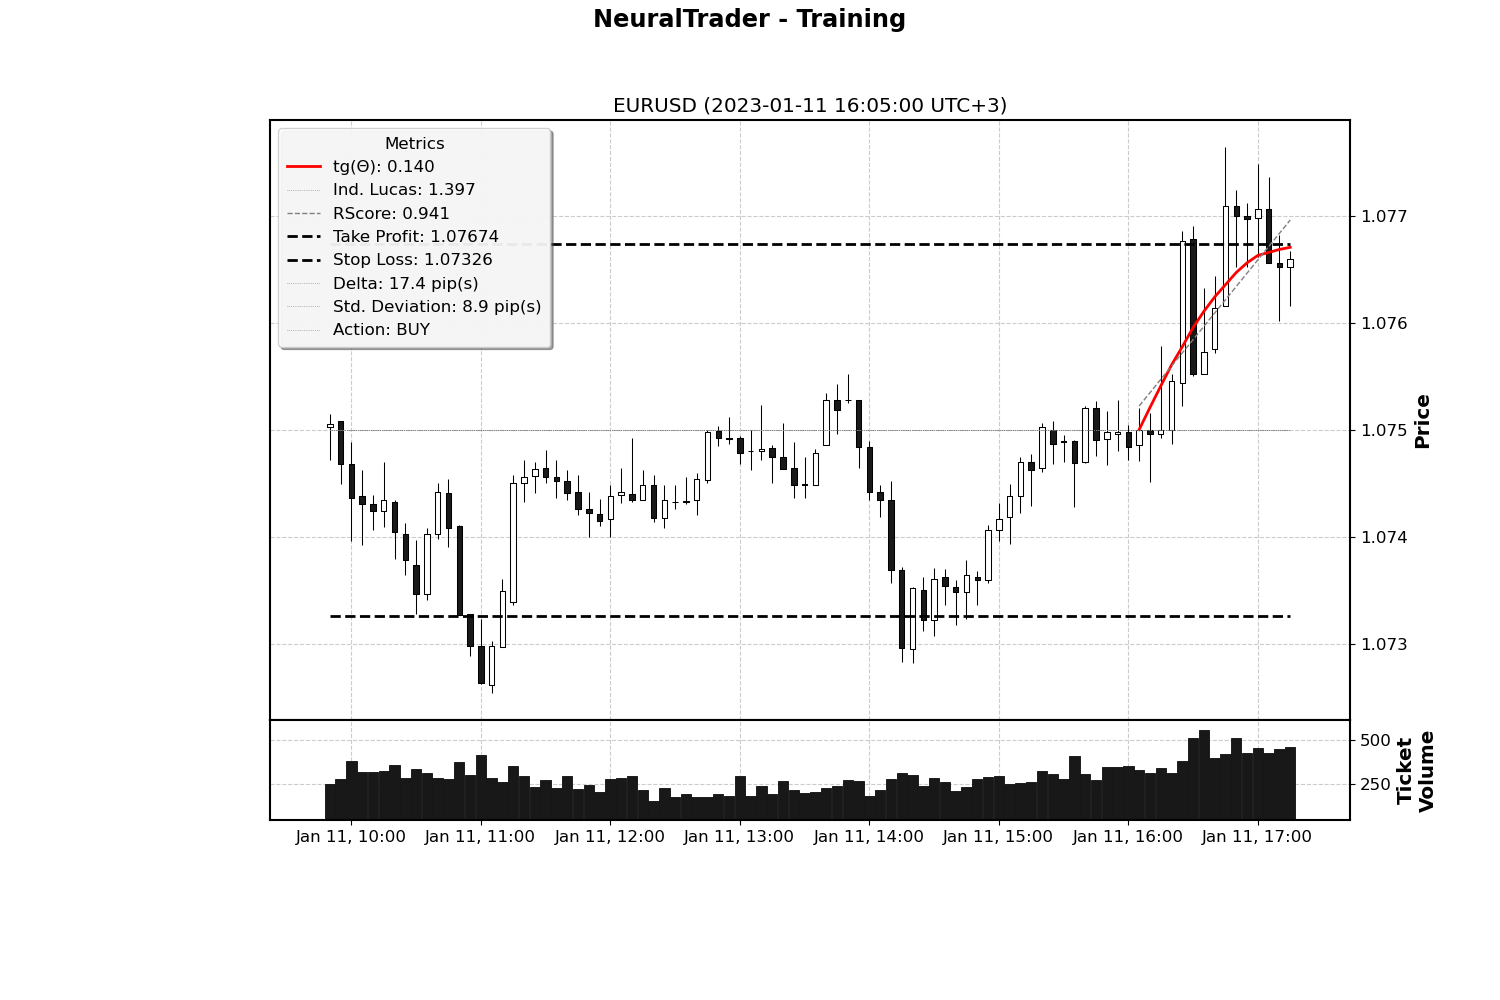 NeuralTrader - Training
EURUSD (2023-01-11 16:05:00 UTC+3)
Metrics
tg(Θ): 0.140
Ind. Lucas: 1.397
RScore: 0.941
Take Profit: 1.07674
Stop Loss: 1.07326
Delta: 17.4 pip(s)
Std. Deviation: 8.9 pip(s)
Action: BUY
1.077
1.076
1.075
1.074
1.073
Price
500
250
Ticket
Volume
Jan 11, 10:00
Jan 11, 11:00
Jan 11, 12:00
Jan 11, 13:00
Jan 11, 14:00
Jan 11, 15:00
Jan 11, 16:00
Jan 11, 17:00